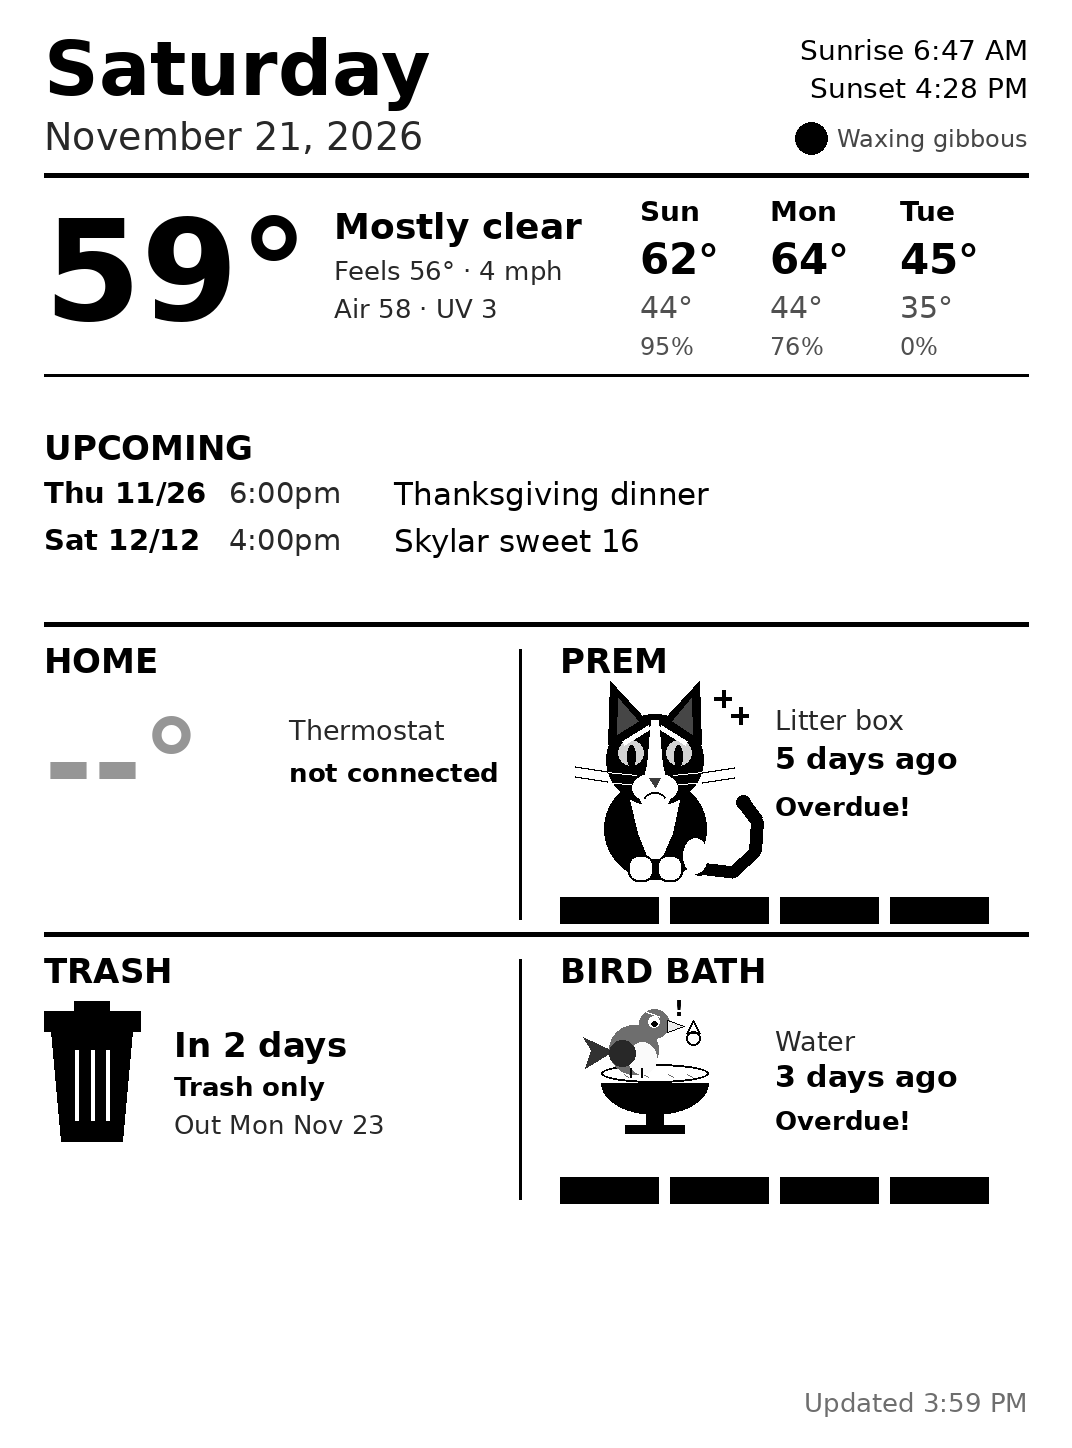 Saturday
November 21, 2026
Sunrise 6:47 AM
Sunset 4:28 PM
Waxing gibbous
59°
Mostly clear
Feels 56° · 4 mph
Air 58 · UV 3
Sun Mon Tue
62° 64° 45°
44° 44° 35°
95% 76% 0%
UPCOMING
Thu 11/26 6:00pm Thanksgiving dinner
Sat 12/12 4:00pm Skylar sweet 16
HOME
--°
Thermostat
not connected
PREM
Litter box
5 days ago
Overdue!
TRASH
In 2 days
Trash only
Out Mon Nov 23
BIRD BATH
!
Water
3 days ago
Overdue!
Updated 3:59 PM